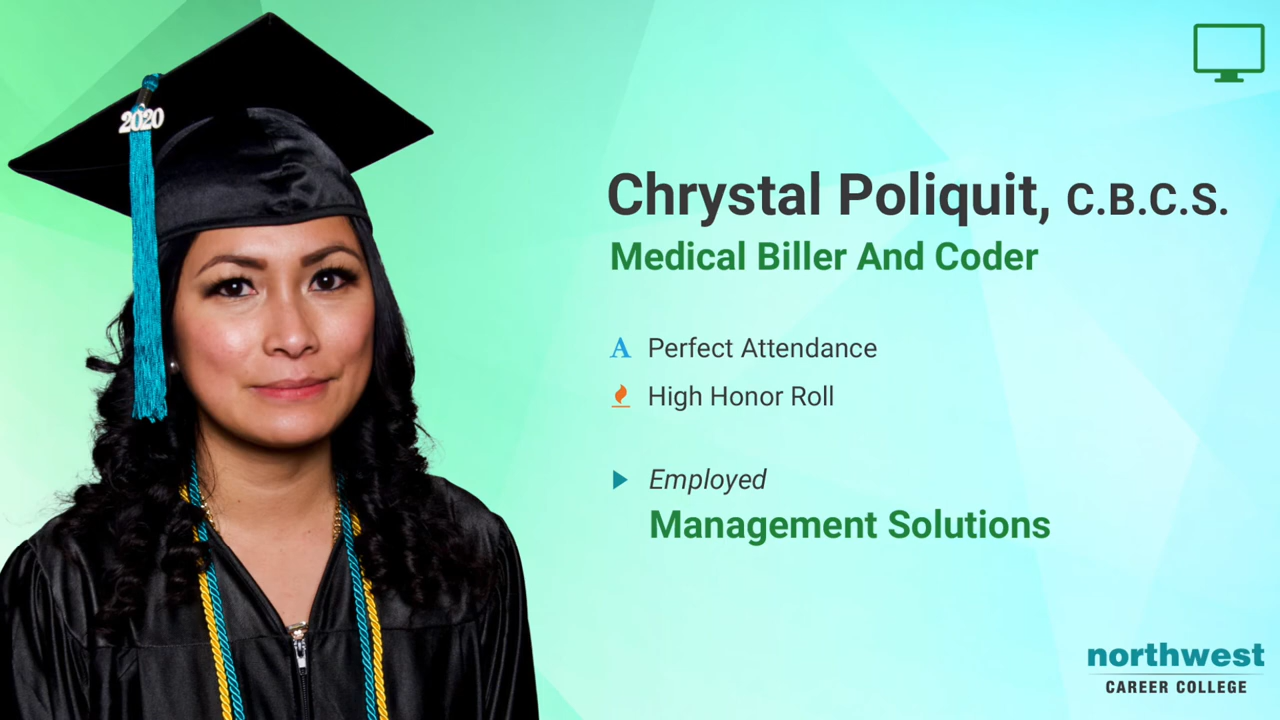 2020
Chrystal Poliquit, C.B.C.S.
Medical Biller And Coder
A Perfect Attendance
High Honor Roll
Employed
Management Solutions
northwest
CAREER COLLEGE